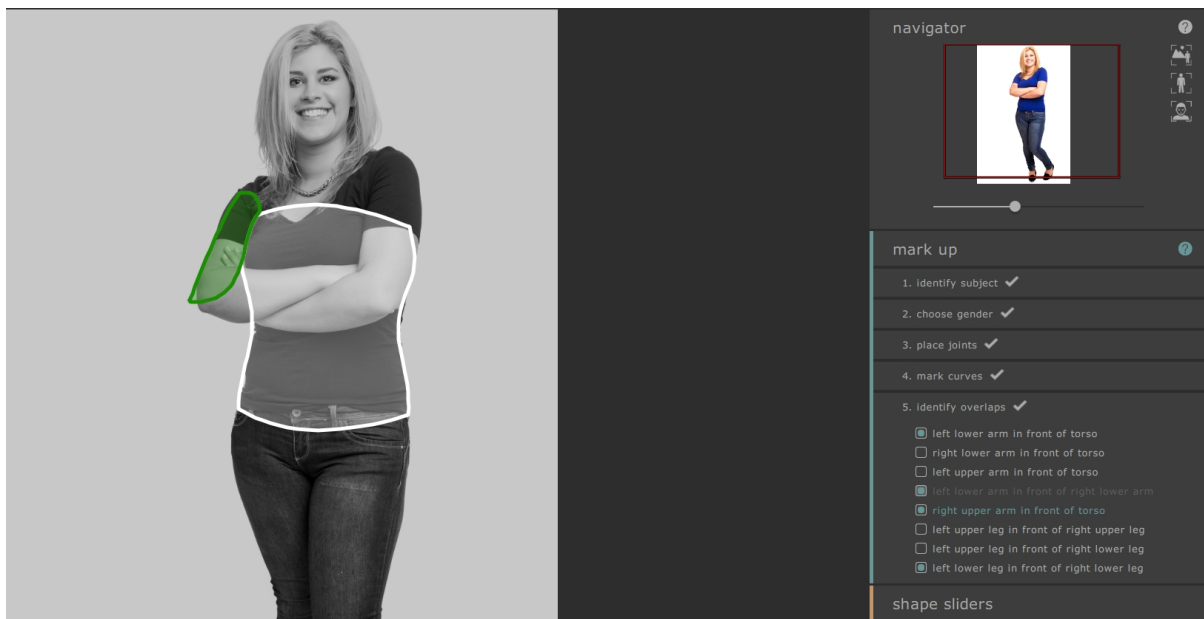 navigator
mark up
1. identify subject
2. choose gender
3. place joints
4. mark curves
5. identify overlaps
left lower arm in front of torso
right lower arm in front of torso
left upper arm in front of torso
left lower arm in front of right lower arm
right upper arm in front of torso
left upper leg in front of right upper leg
left upper leg in front of right lower leg
left lower leg in front of right lower leg
shape sliders